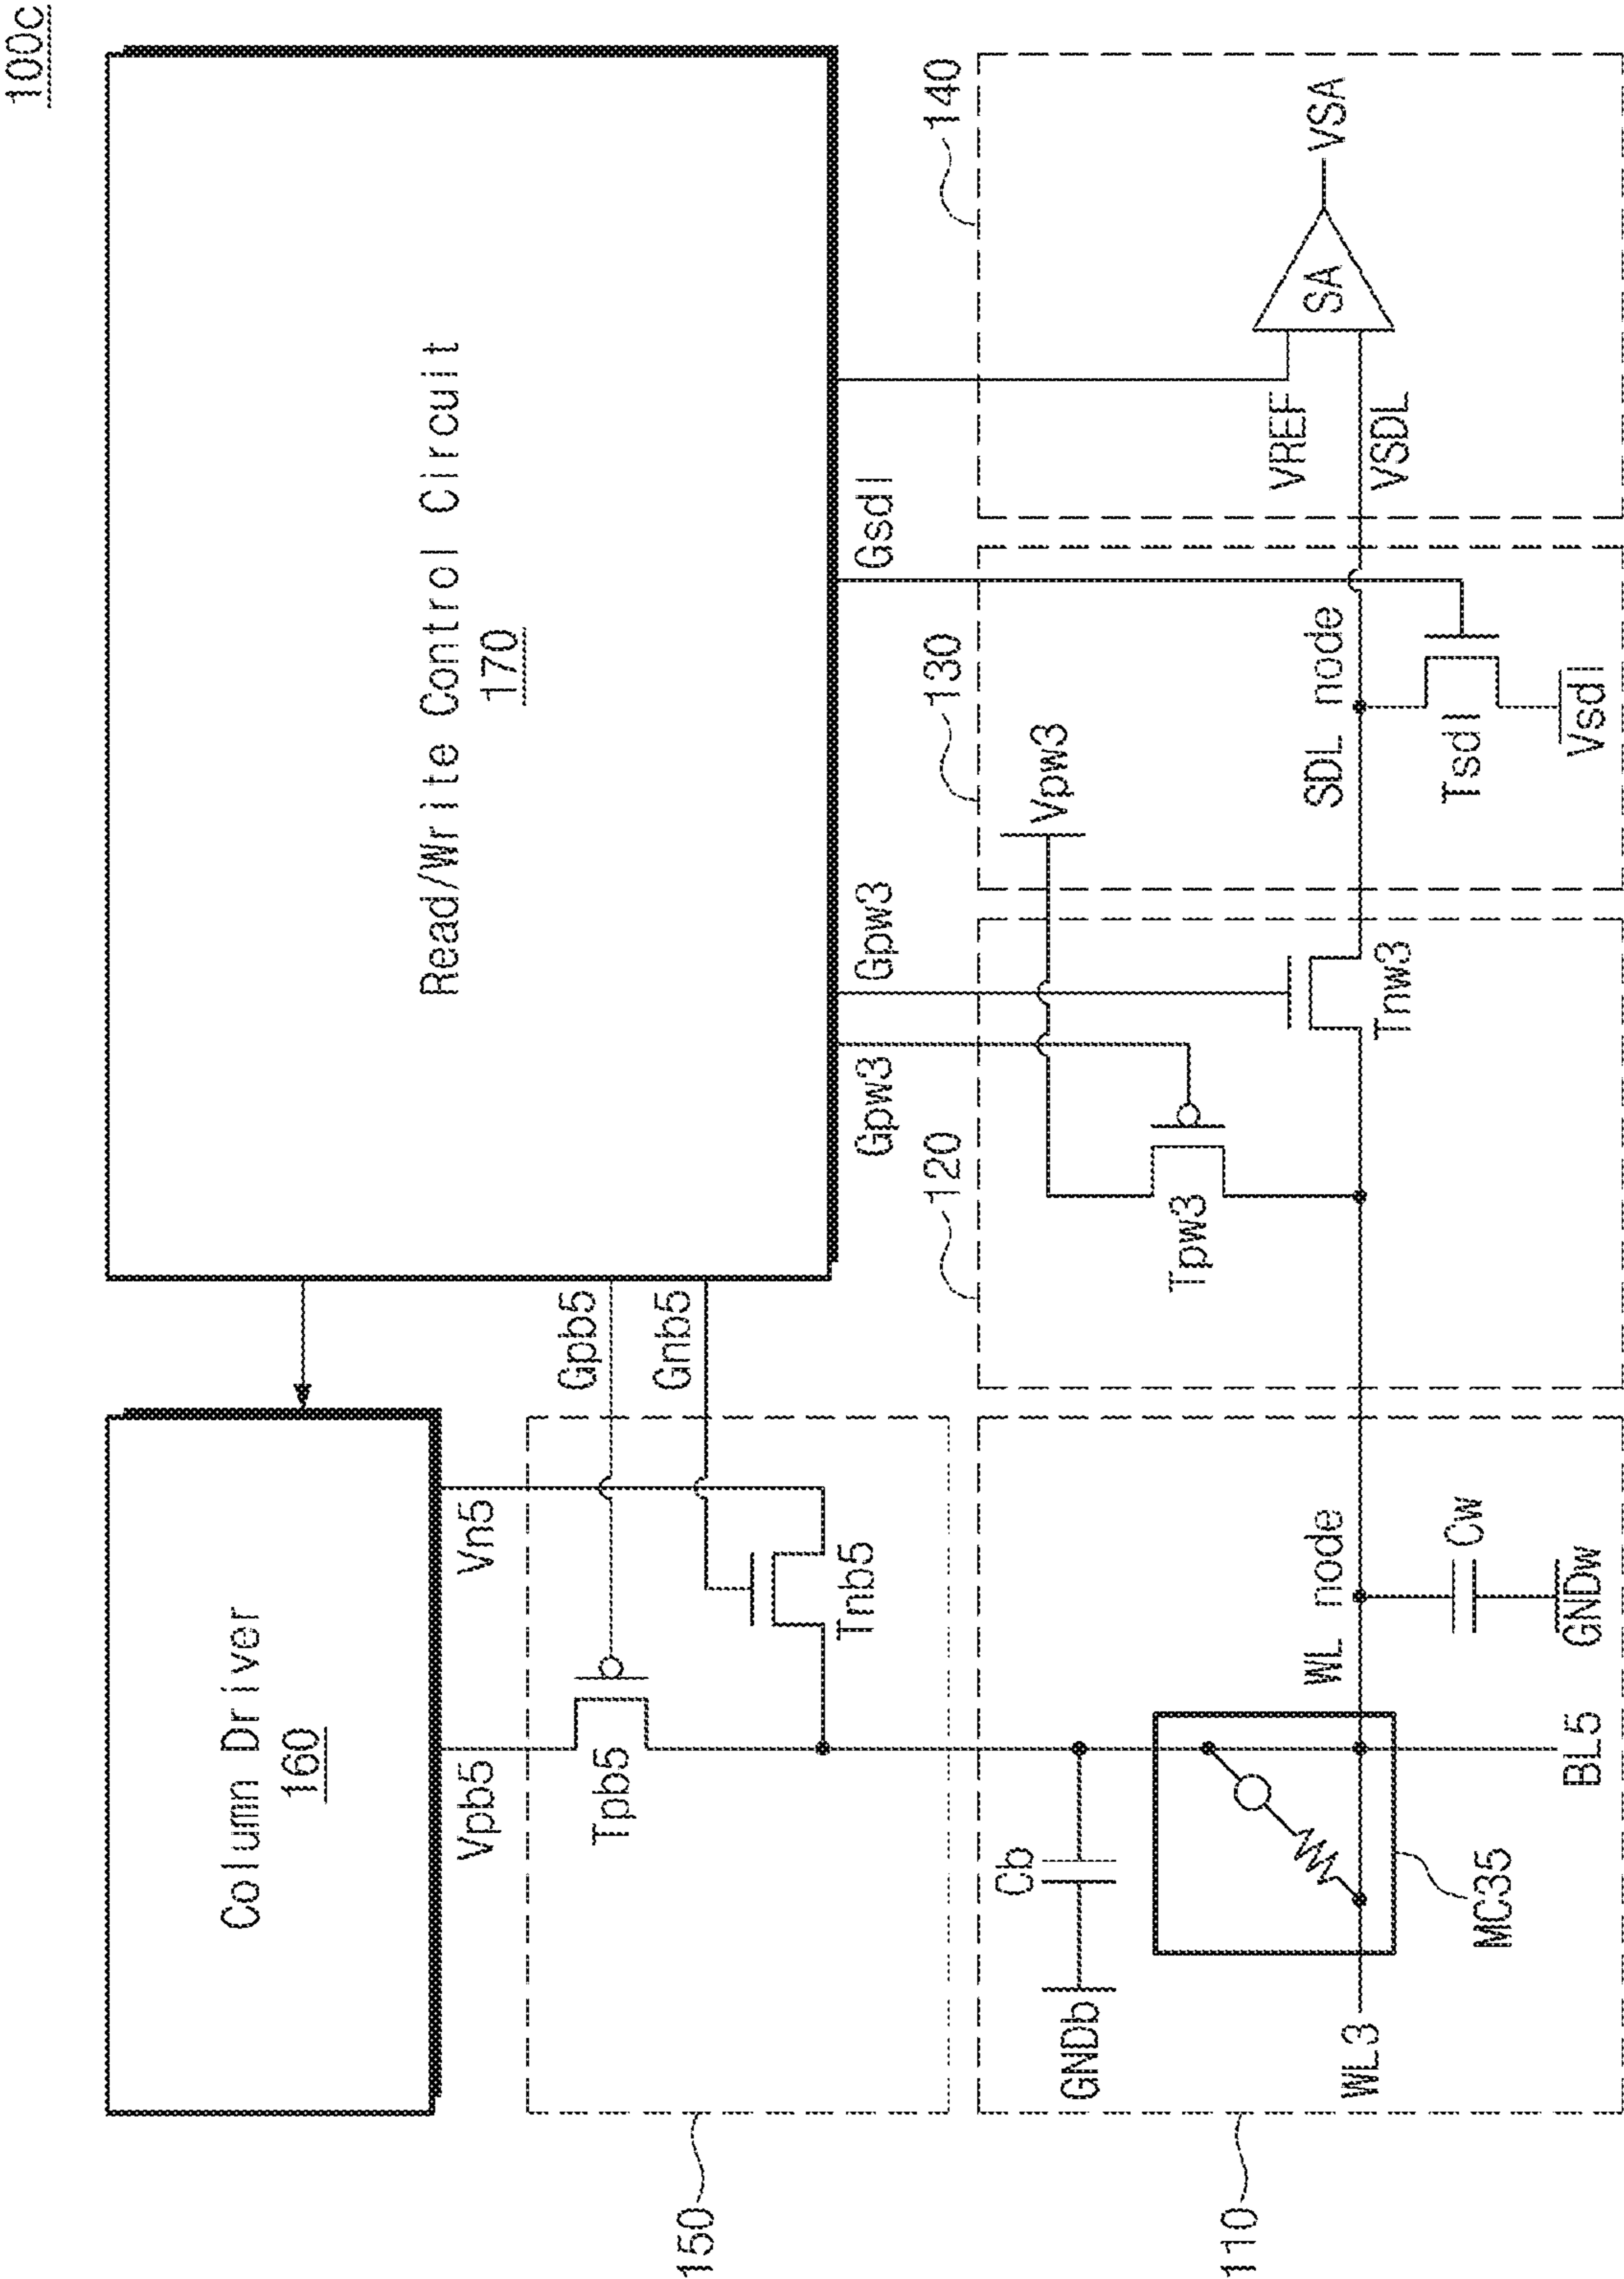 100c
Column Driver
160
Read/Write Control Circuit
170
Vpb5
Vn5
Gpb5
Gnb5
Tpb5
Tnb5
150
Gpw3
Gpw3
Gsdl
120
130
140
Cb
GNDb
Vpw3
Tpw3
VREF
WL node
SDL node
SA
VSA
WL3
Tnw3
VSDL
Cw
Tsdl
MC35
BL5
GNDw
Vsdl
110